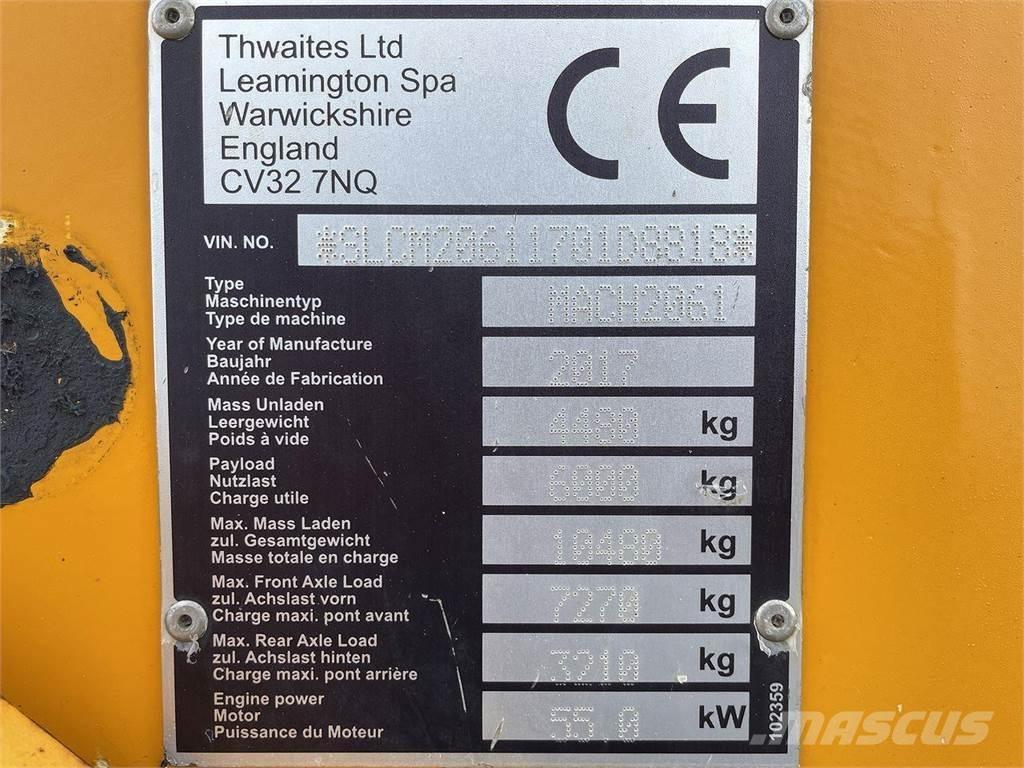 Thwaites Ltd
Leamington Spa
Warwickshire
England
CV32 7NQ
CE
VIN. NO. *SLCM20611701D8818*
Type
Maschinentyp MACH2061
Type de machine
Year of Manufacture
Baujahr 2017
Année de Fabrication
Mass Unladen
Leergewicht 4480 kg
Poids à vide
Payload
Nutzlast 6000 kg
Charge utile
Max. Mass Laden
zul. Gesamtgewicht 10480 kg
Masse totale en charge
Max. Front Axle Load
zul. Achslast vorn 7270 kg
Charge maxi. pont avant
Max. Rear Axle Load
zul. Achslast hinten 3210 kg
Charge maxi. pont arrière
Engine power
Motor 55.0 kW
Puissance du Moteur
102359
MASCUS